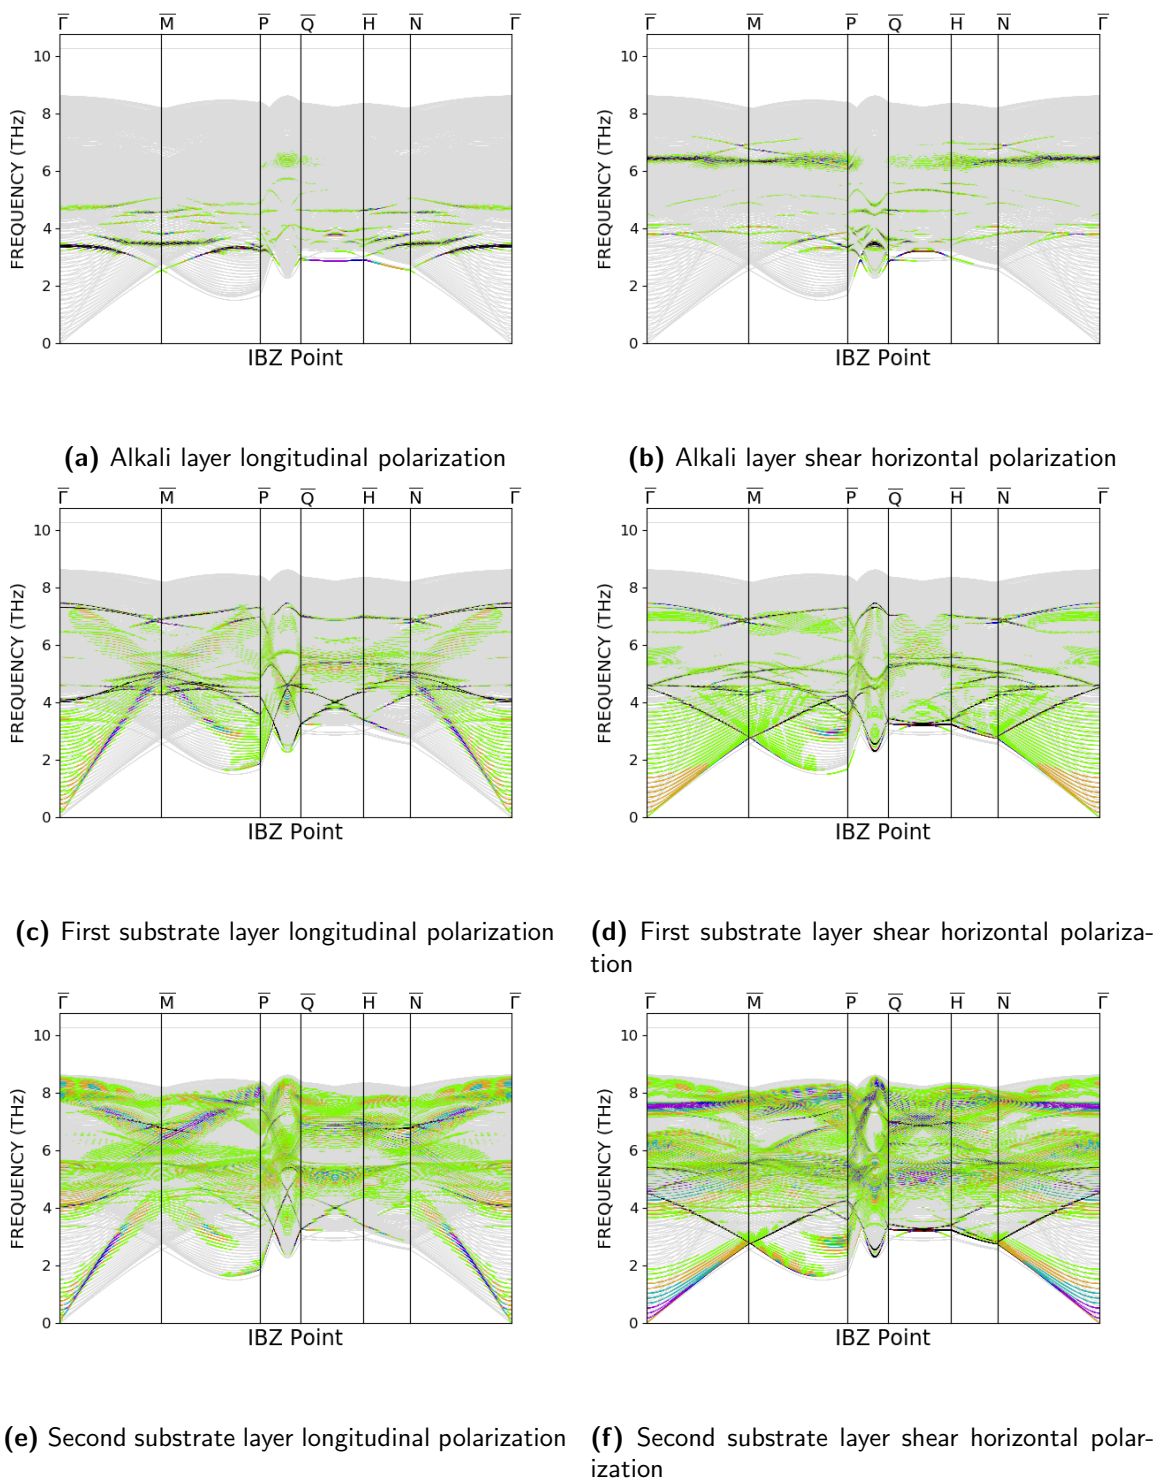 Γ̅ M̅ P̅ Q̅ H̅ N̅ Γ̅
FREQUENCY (THz)
10
8
6
4
2
0
IBZ Point
(a) Alkali layer longitudinal polarization
Γ̅ M̅ P̅ Q̅ H̅ N̅ Γ̅
FREQUENCY (THz)
10
8
6
4
2
0
IBZ Point
(b) Alkali layer shear horizontal polarization
Γ̅ M̅ P̅ Q̅ H̅ N̅ Γ̅
FREQUENCY (THz)
10
8
6
4
2
0
IBZ Point
(c) First substrate layer longitudinal polarization
Γ̅ M̅ P̅ Q̅ H̅ N̅ Γ̅
FREQUENCY (THz)
10
8
6
4
2
0
IBZ Point
(d) First substrate layer shear horizontal polariza-
tion
Γ̅ M̅ P̅ Q̅ H̅ N̅ Γ̅
FREQUENCY (THz)
10
8
6
4
2
0
IBZ Point
(e) Second substrate layer longitudinal polarization
Γ̅ M̅ P̅ Q̅ H̅ N̅ Γ̅
FREQUENCY (THz)
10
8
6
4
2
0
IBZ Point
(f) Second substrate layer shear horizontal polar-
ization